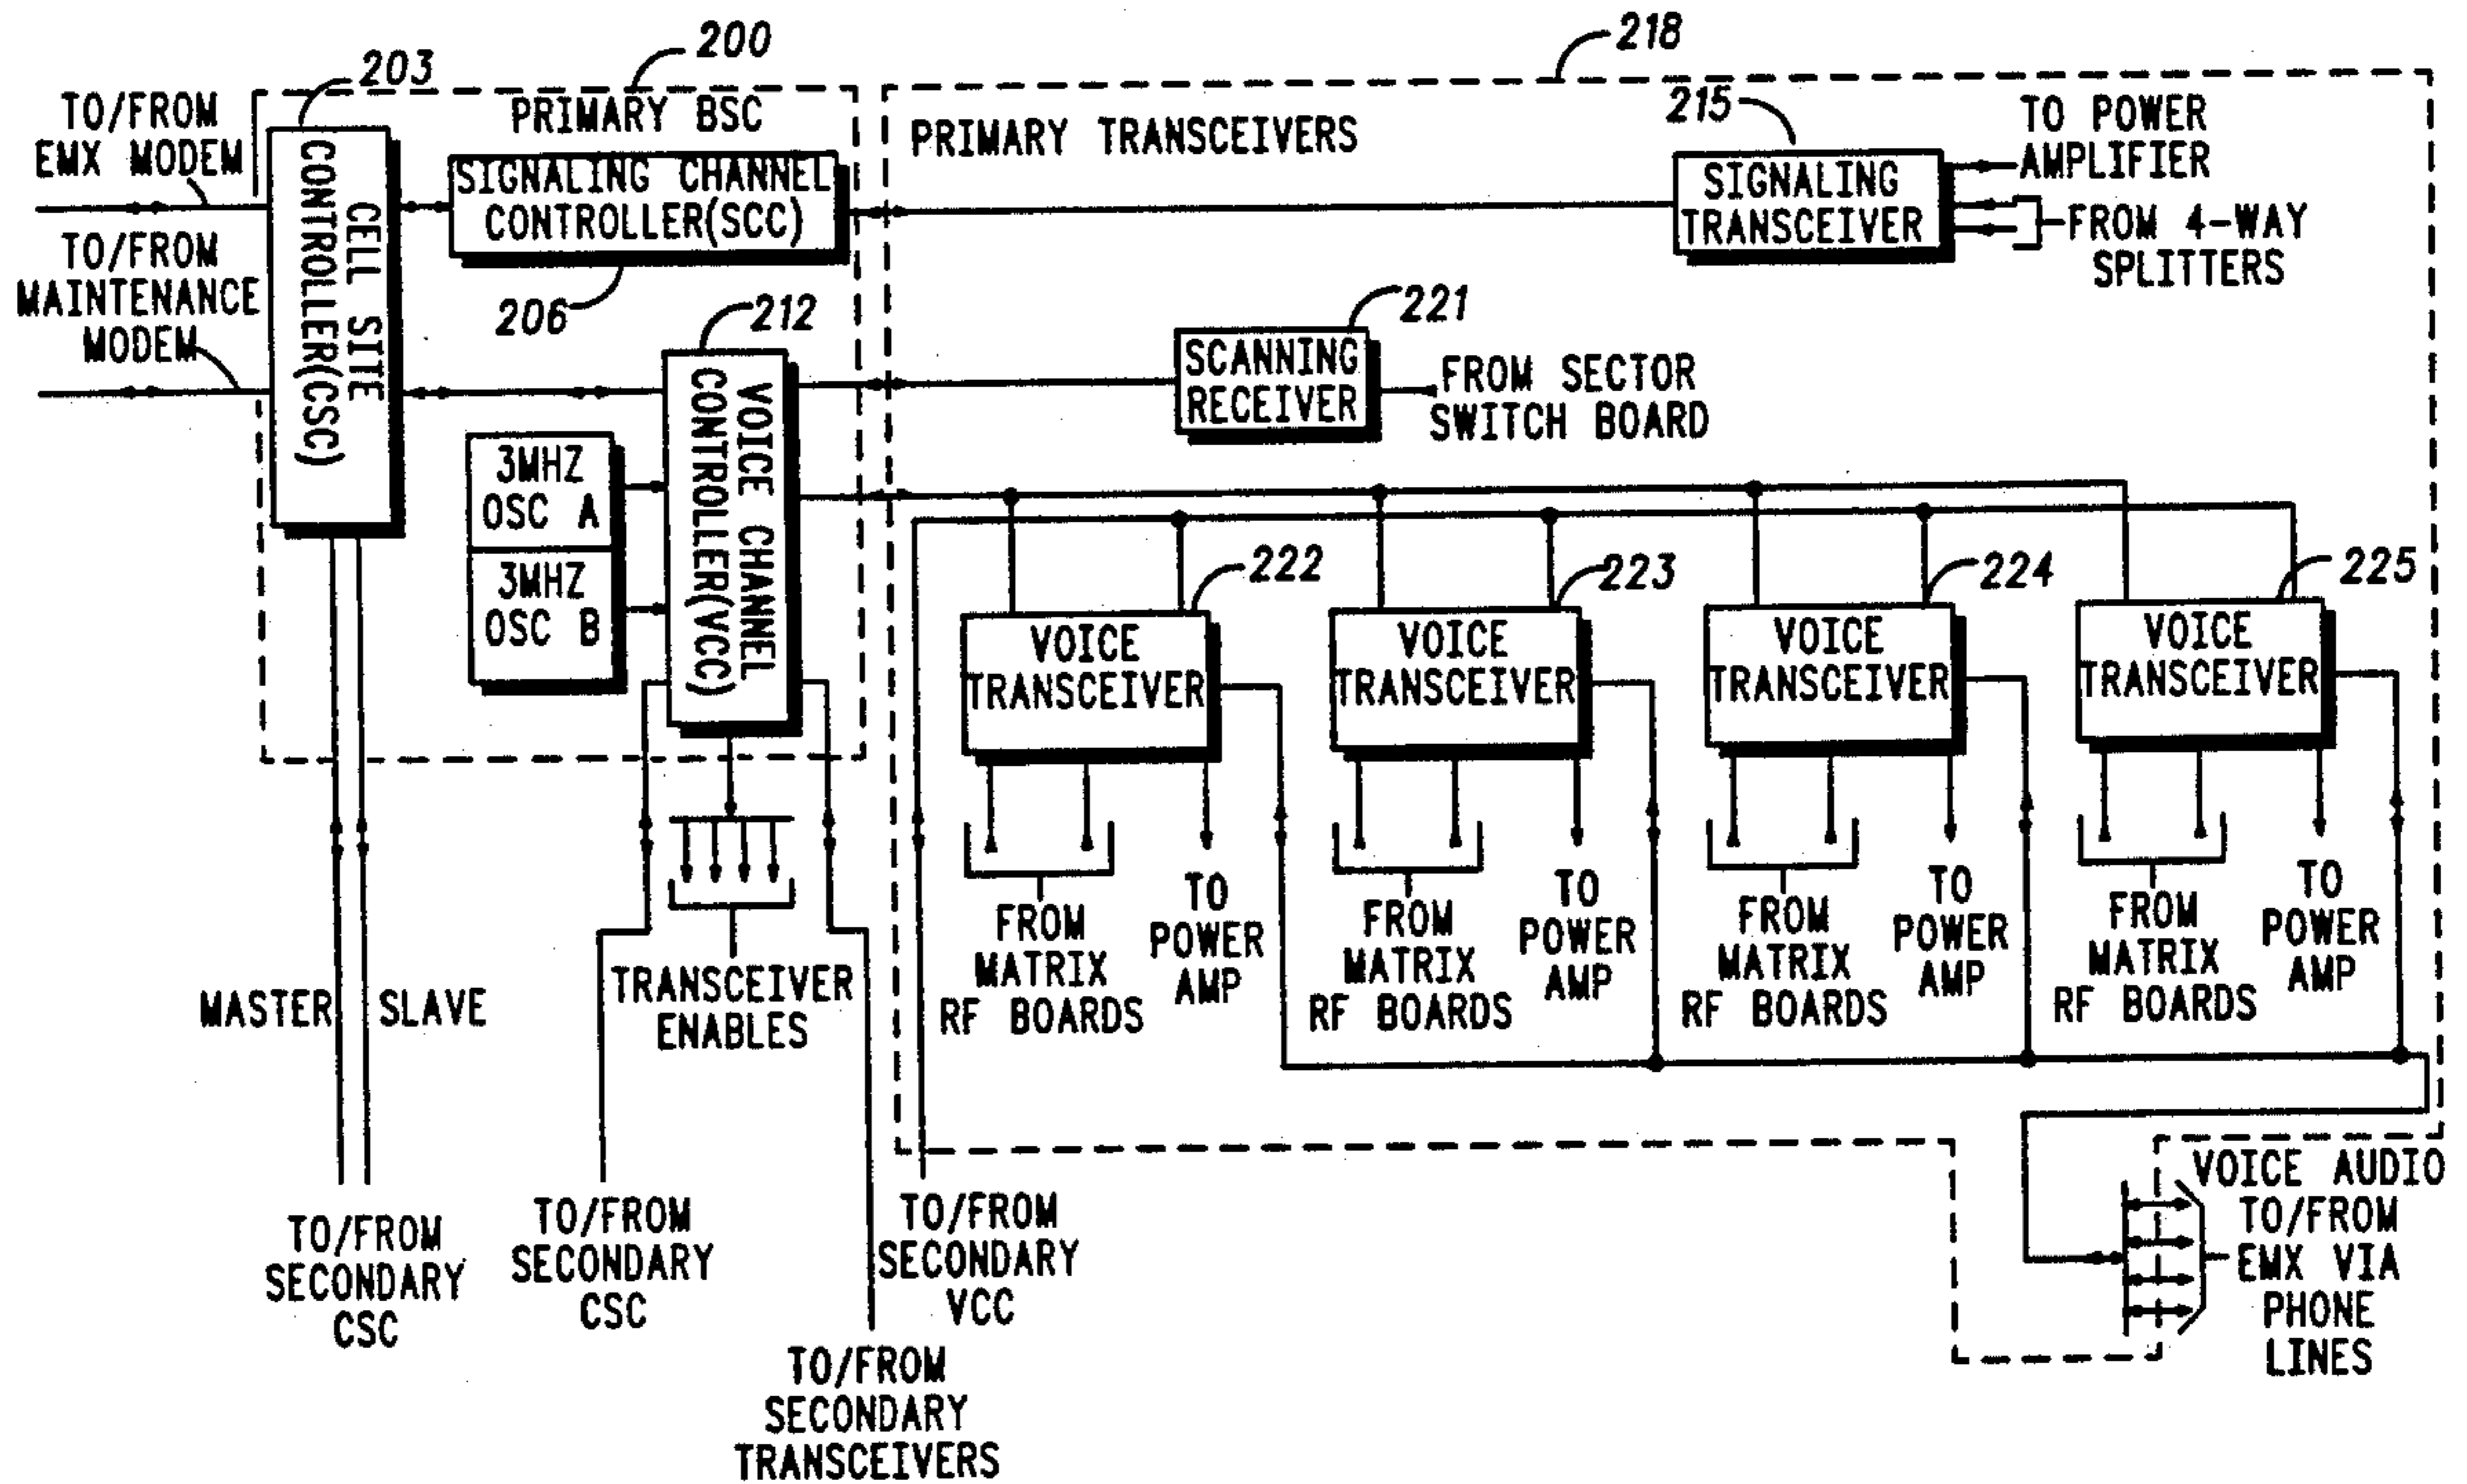 200
218
203
TO/FROM
EMX MODEM
PRIMARY BSC
PRIMARY TRANSCEIVERS
215
TO POWER
AMPLIFIER
CELL SITE
CONTROLLER(CSC)
SIGNALING CHANNEL
CONTROLLER(SCC)
SIGNALING
TRANSCEIVER
FROM 4-WAY
SPLITTERS
TO/FROM
MAINTENANCE
MODEM
206
212
221
SCANNING
RECEIVER
FROM SECTOR
SWITCH BOARD
VOICE CHANNEL
CONTROLLER(VCC)
3MHZ
OSC A
3MHZ
OSC B
222
223
224
225
VOICE
TRANSCEIVER
VOICE
TRANSCEIVER
VOICE
TRANSCEIVER
VOICE
TRANSCEIVER
FROM
MATRIX
RF BOARDS
TO
POWER
AMP
FROM
MATRIX
RF BOARDS
TO
POWER
AMP
FROM
MATRIX
RF BOARDS
TO
POWER
AMP
FROM
MATRIX
RF BOARDS
TO
POWER
AMP
MASTER
SLAVE
TRANSCEIVER
ENABLES
TO/FROM
SECONDARY
CSC
TO/FROM
SECONDARY
CSC
TO/FROM
SECONDARY
VCC
TO/FROM
SECONDARY
TRANSCEIVERS
VOICE AUDIO
TO/FROM
EMX VIA
PHONE
LINES